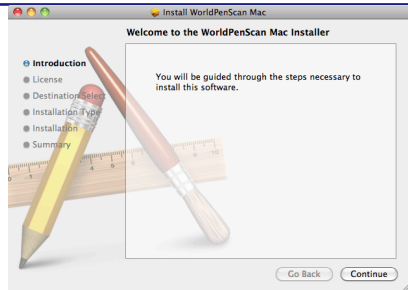 Install WorldPenScan Mac
Welcome to the WorldPenScan Mac Installer
Introduction
License
Destination Select
Installation Type
Installation
Summary
You will be guided through the steps necessary to
install this software.
Go Back
Continue